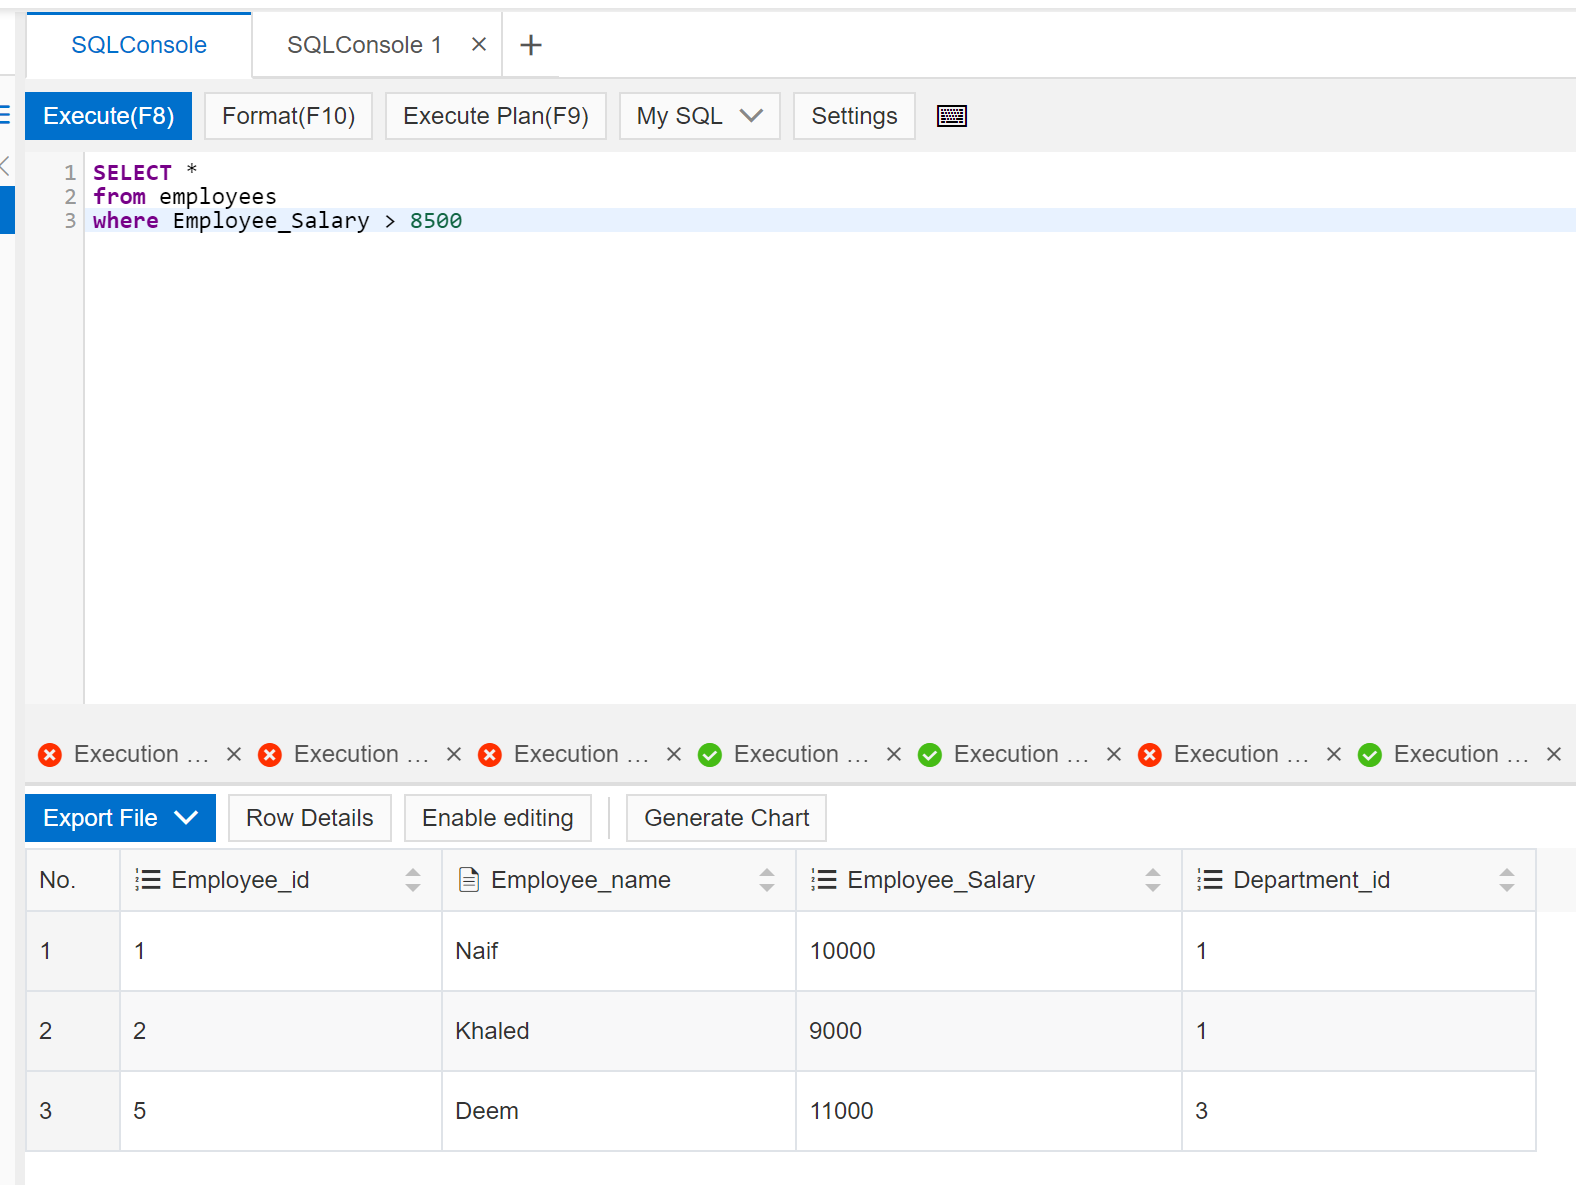 SQLConsole SQLConsole 1
Execute(F8) Format(F10) Execute Plan(F9) My SQL Settings
1 SELECT *
2 from employees
3 where Employee_Salary > 8500
Execution ... Execution ... Execution ... Execution ... Execution ... Execution ... Execution ...
Export File Row Details Enable editing Generate Chart
No. Employee_id Employee_name Employee_Salary Department_id
1 1 Naif 10000 1
2 2 Khaled 9000 1
3 5 Deem 11000 3